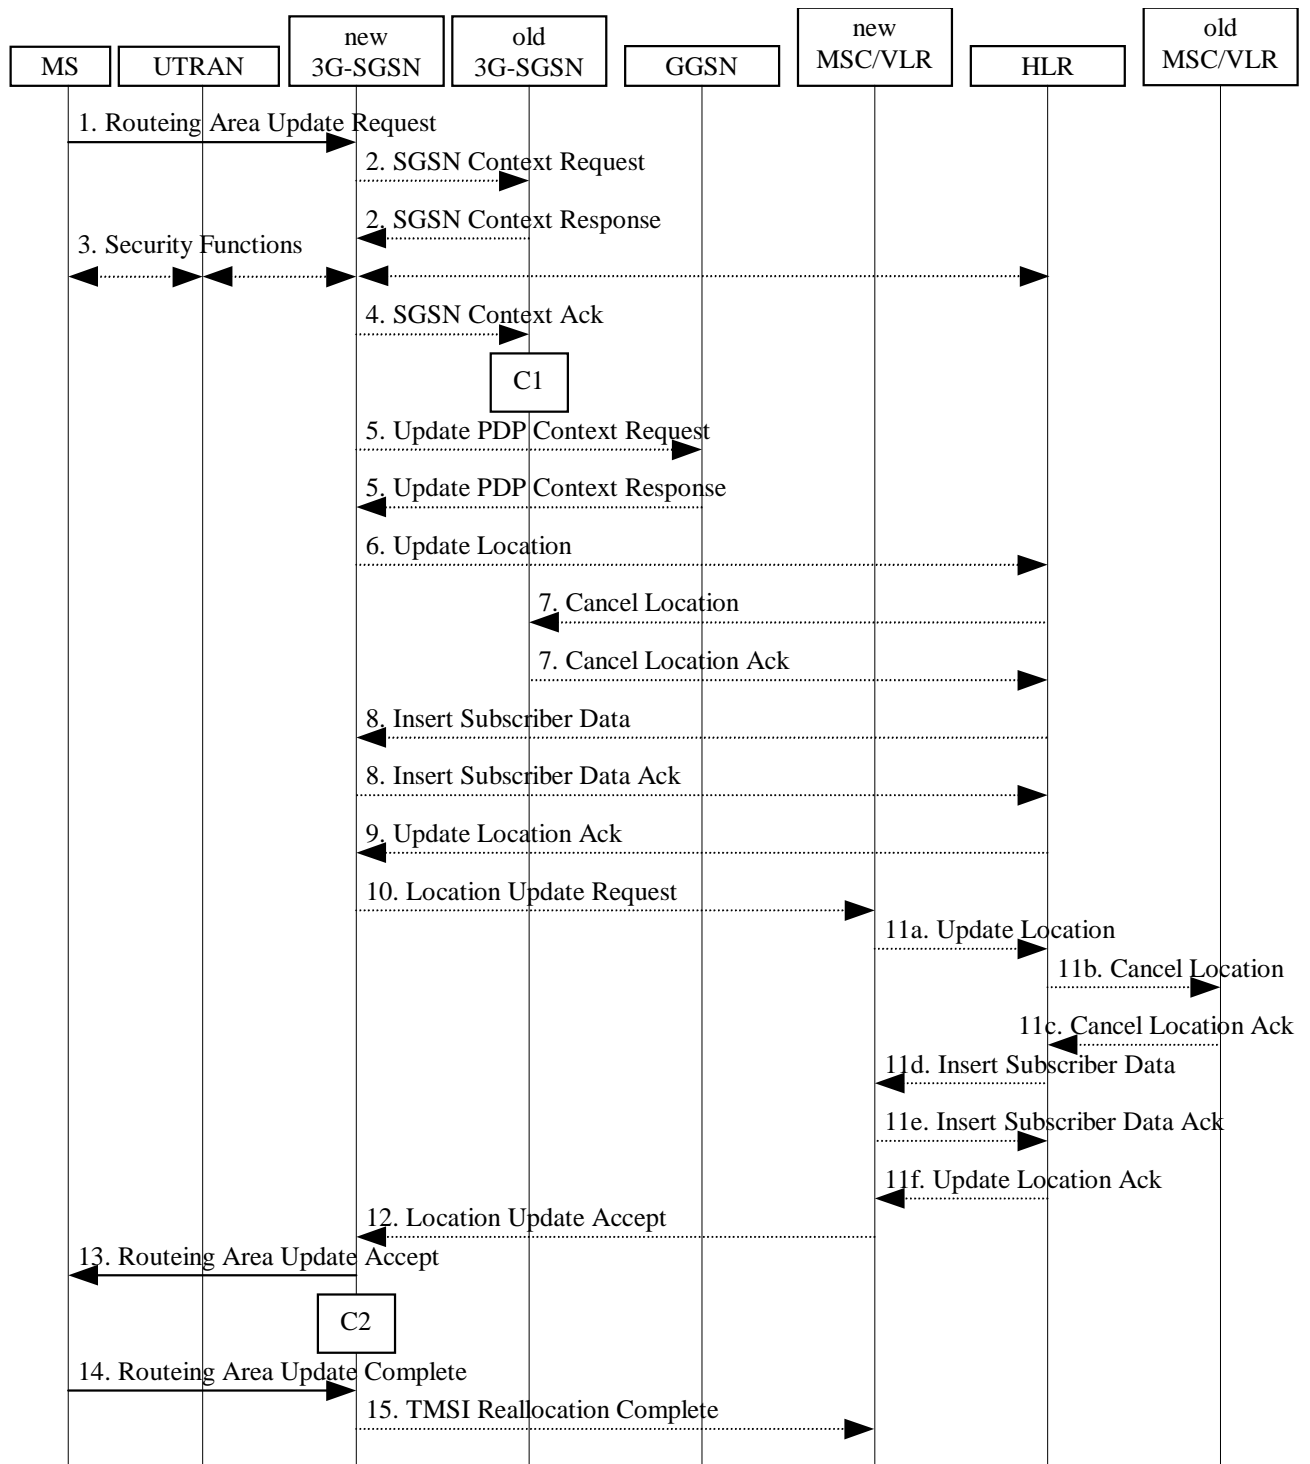 MS
UTRAN
new
3G-SGSN
old
3G-SGSN
GGSN
new
MSC/VLR
HLR
old
MSC/VLR
1. Routeing Area Update Request
2. SGSN Context Request
2. SGSN Context Response
3. Security Functions
4. SGSN Context Ack
C1
5. Update PDP Context Request
5. Update PDP Context Response
6. Update Location
7. Cancel Location
7. Cancel Location Ack
8. Insert Subscriber Data
8. Insert Subscriber Data Ack
9. Update Location Ack
10. Location Update Request
11a. Update Location
11b. Cancel Location
11c. Cancel Location Ack
11d. Insert Subscriber Data
11e. Insert Subscriber Data Ack
11f. Update Location Ack
12. Location Update Accept
13. Routeing Area Update Accept
C2
14. Routeing Area Update Complete
15. TMSI Reallocation Complete